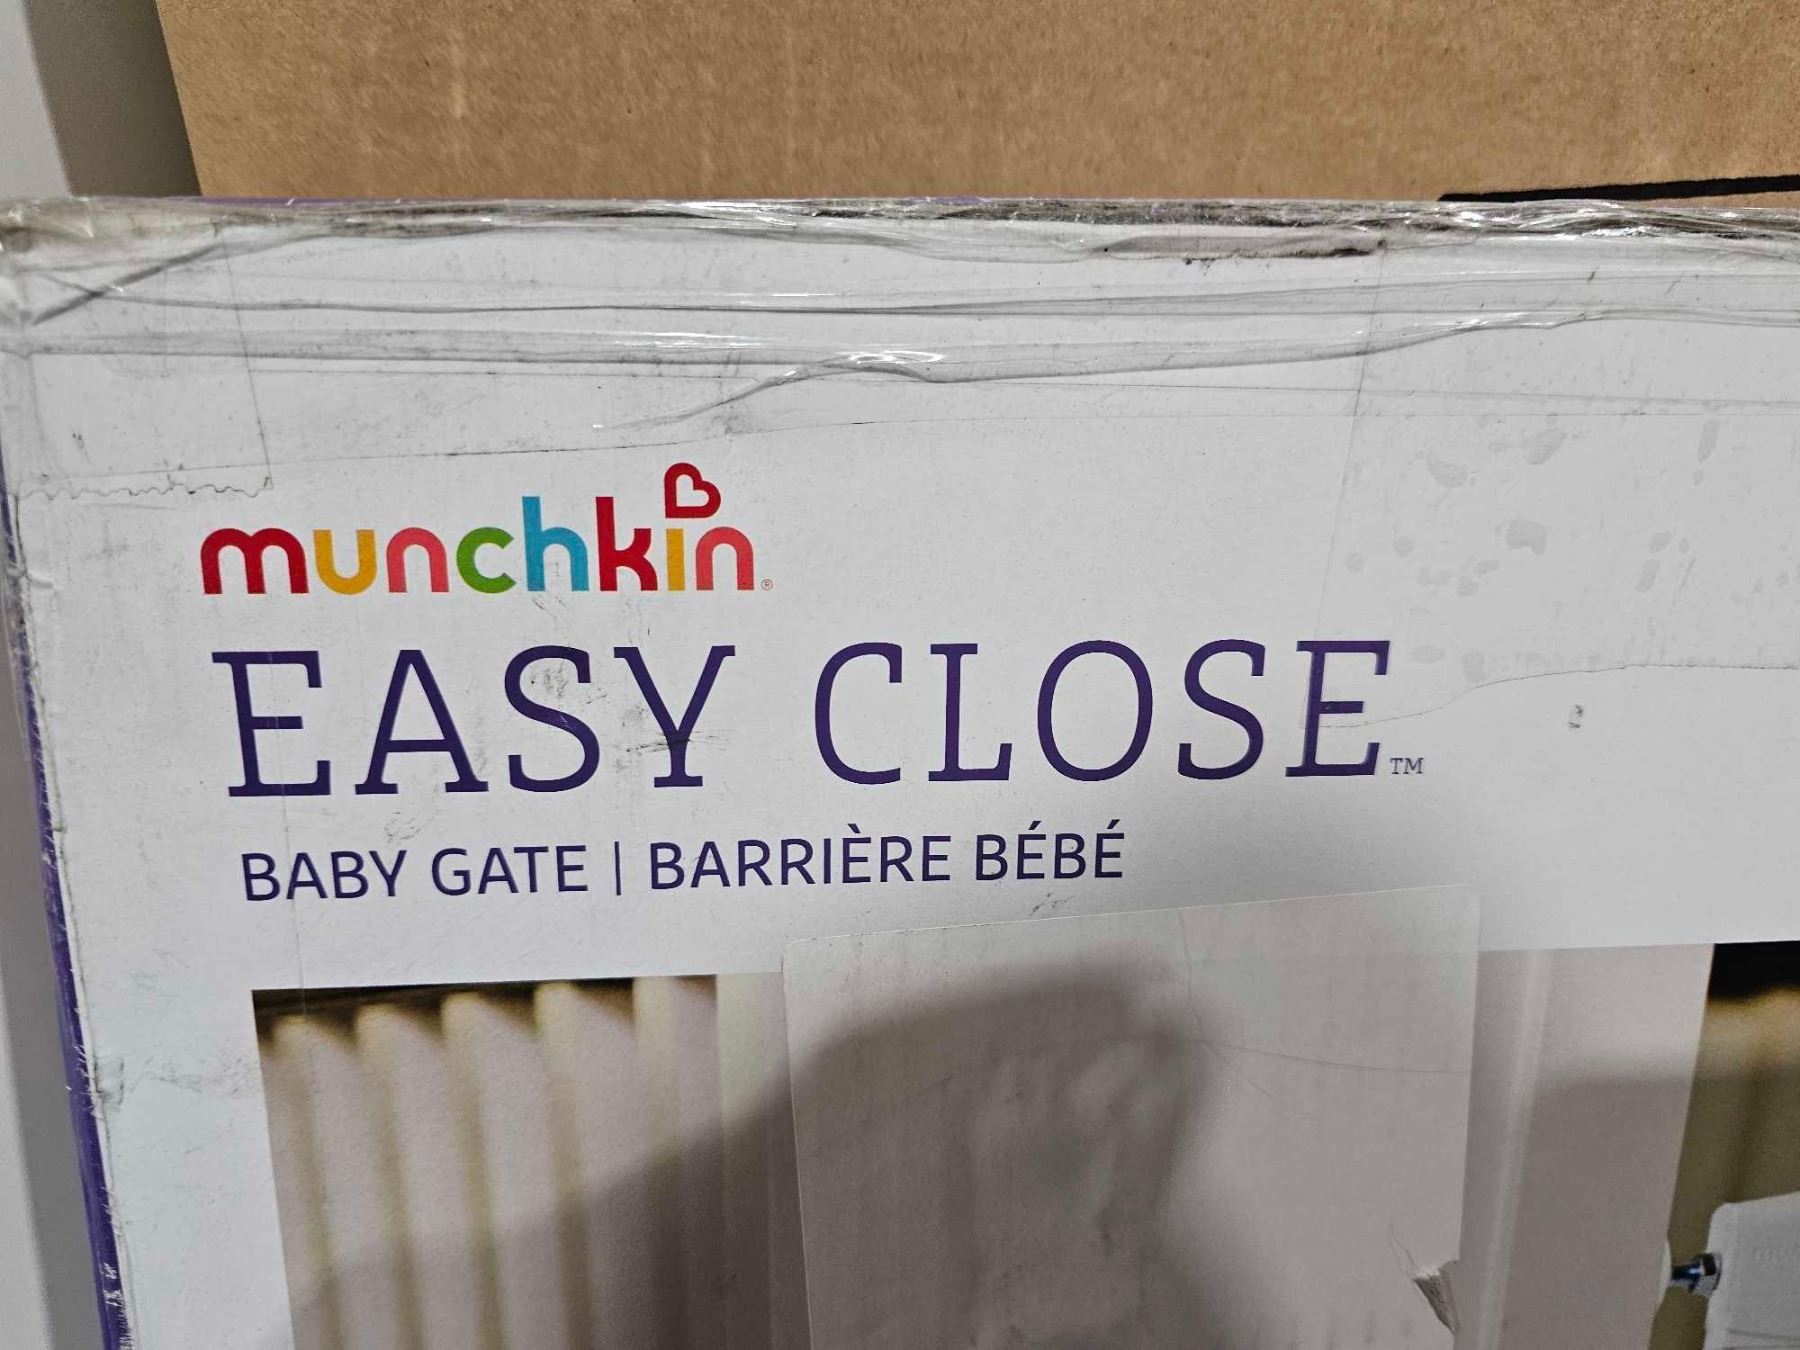 munchkin®
EASY CLOSE™
BABY GATE | BARRIÈRE BÉBÉ